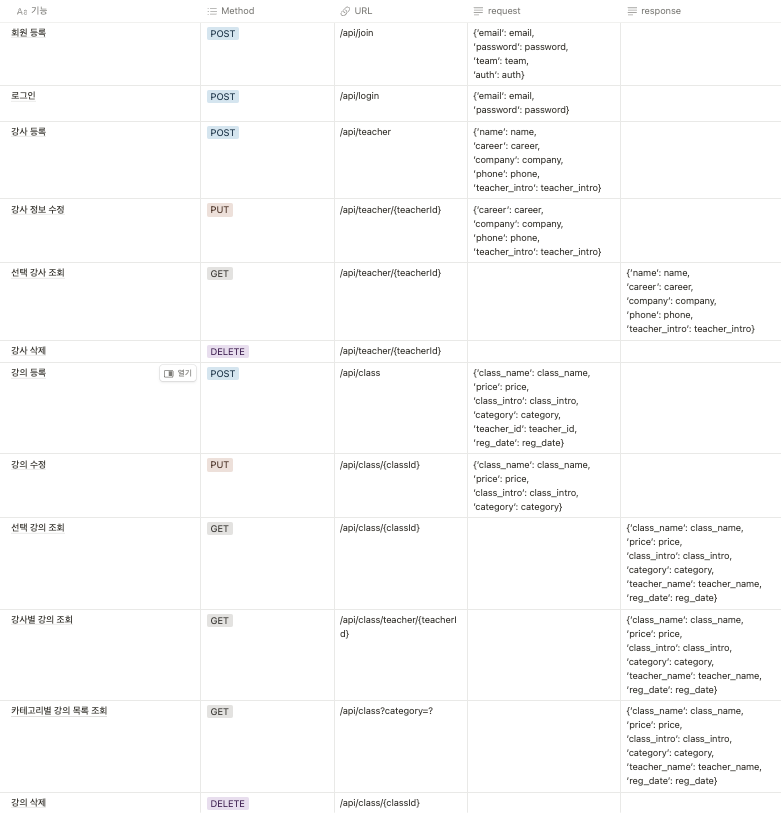 Aa 기능 Method URL request response
회원 등록 POST /api/join {‘email‘: email,
‘password‘: password,
‘team‘: team,
‘auth‘: auth}
로그인 POST /api/login {‘email‘: email,
‘password‘: password}
강사 등록 POST /api/teacher {‘name‘: name,
‘career‘: career,
‘company‘: company,
‘phone‘: phone,
‘teacher_intro‘: teacher_intro}
강사 정보 수정 PUT /api/teacher/{teacherId} {‘career‘: career,
‘company‘: company,
‘phone‘: phone,
‘teacher_intro‘: teacher_intro}
선택 강사 조회 GET /api/teacher/{teacherId} {‘name‘: name,
‘career‘: career,
‘company‘: company,
‘phone‘: phone,
‘teacher_intro‘: teacher_intro}
강사 삭제 DELETE /api/teacher/{teacherId}
강의 등록 열기 POST /api/class {‘class_name‘: class_name,
‘price‘: price,
‘class_intro‘: class_intro,
‘category‘: category,
‘teacher_id‘: teacher_id,
‘reg_date‘: reg_date}
강의 수정 PUT /api/class/{classId} {‘class_name‘: class_name,
‘price‘: price,
‘class_intro‘: class_intro,
‘category‘: category}
선택 강의 조회 GET /api/class/{classId} {‘class_name‘: class_name,
‘price‘: price,
‘class_intro‘: class_intro,
‘category‘: category,
‘teacher_name‘: teacher_name,
‘reg_date‘: reg_date}
강사별 강의 조회 GET /api/class/teacher/{teacherI {‘class_name‘: class_name,
d)} ‘price‘: price,
‘class_intro‘: class_intro,
‘category‘: category,
‘teacher_name‘: teacher_name,
‘reg_date‘: reg_date}
카테고리별 강의 목록 조회 GET /api/class?category=? {‘class_name‘: class_name,
‘price‘: price,
‘class_intro‘: class_intro,
‘category‘: category,
‘teacher_name‘: teacher_name,
‘reg_date‘: reg_date}
강의 삭제 DELETE /api/class/{classId}